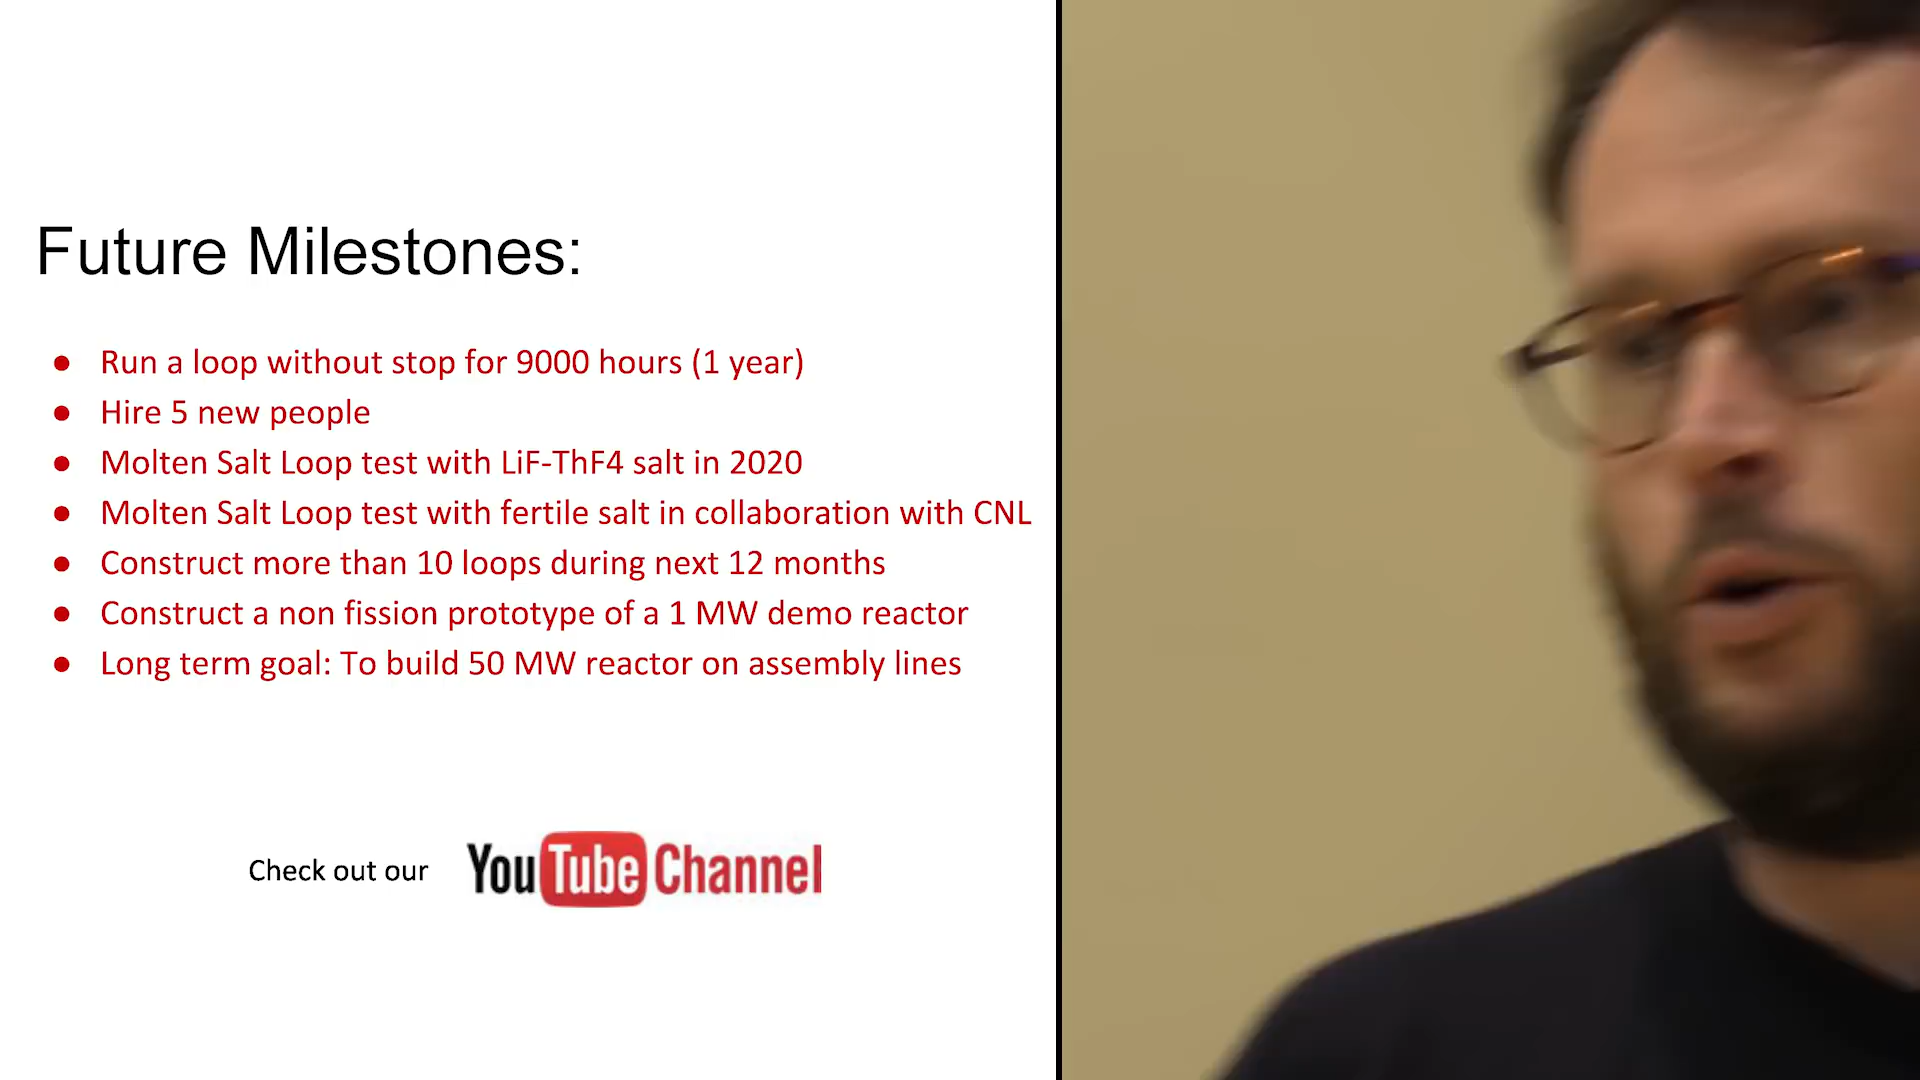 Future Milestones:
● Run a loop without stop for 9000 hours (1 year)
● Hire 5 new people
● Molten Salt Loop test with LiF-ThF4 salt in 2020
● Molten Salt Loop test with fertile salt in collaboration with CNL
● Construct more than 10 loops during next 12 months
● Construct a non fission prototype of a 1 MW demo reactor
● Long term goal: To build 50 MW reactor on assembly lines
Check out our YouTube Channel